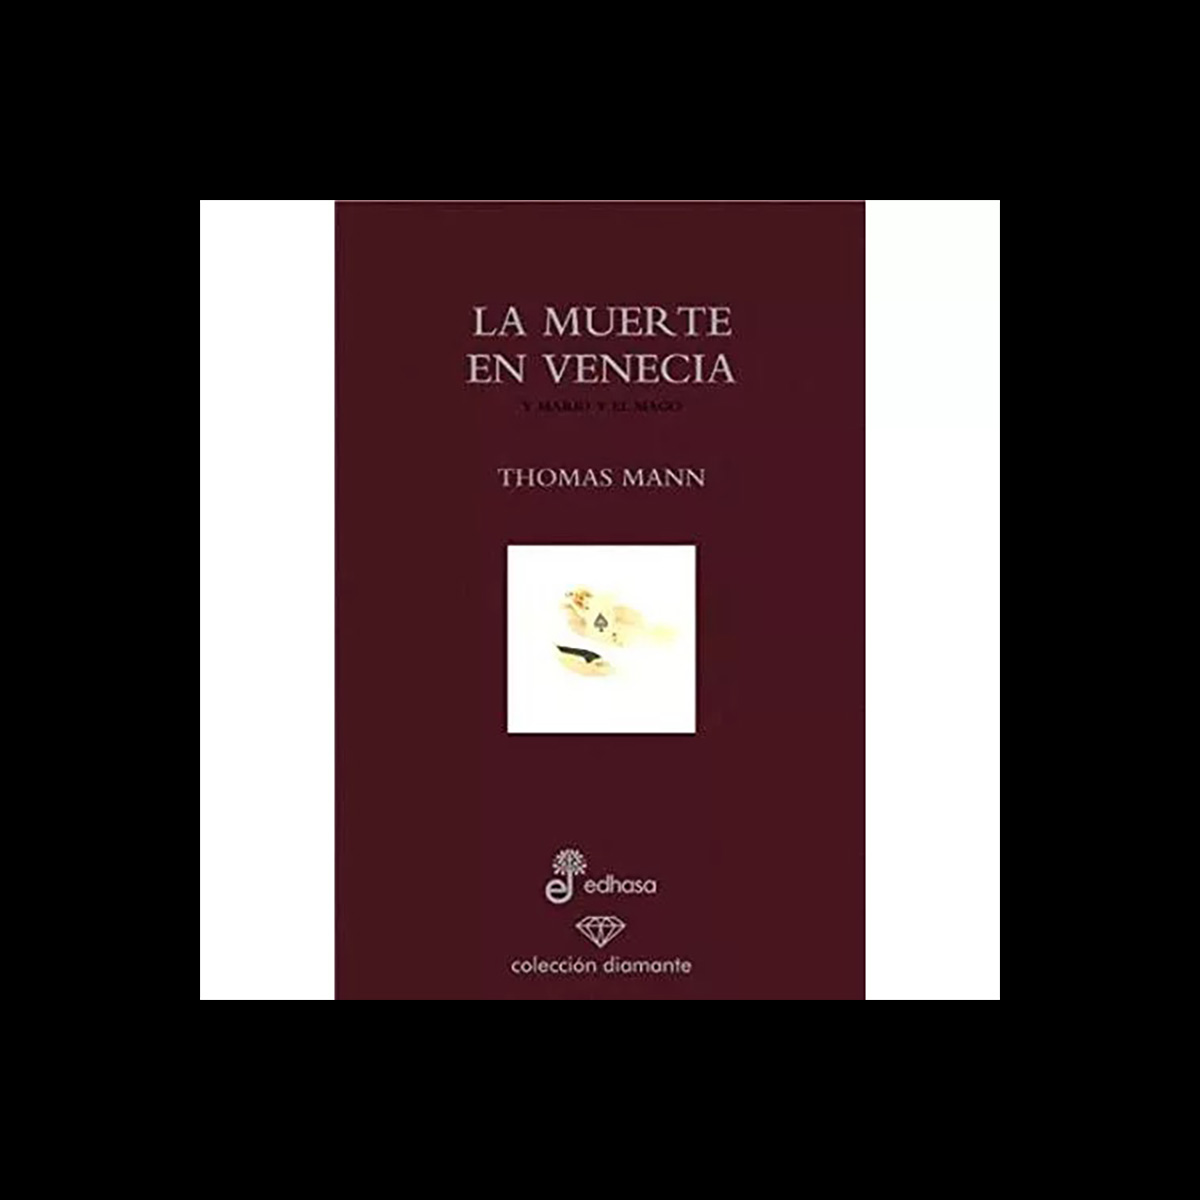 LA MUERTE
EN VENECIA
Y MARIO Y EL MAGO
THOMAS MANN
edhasa
colección diamante